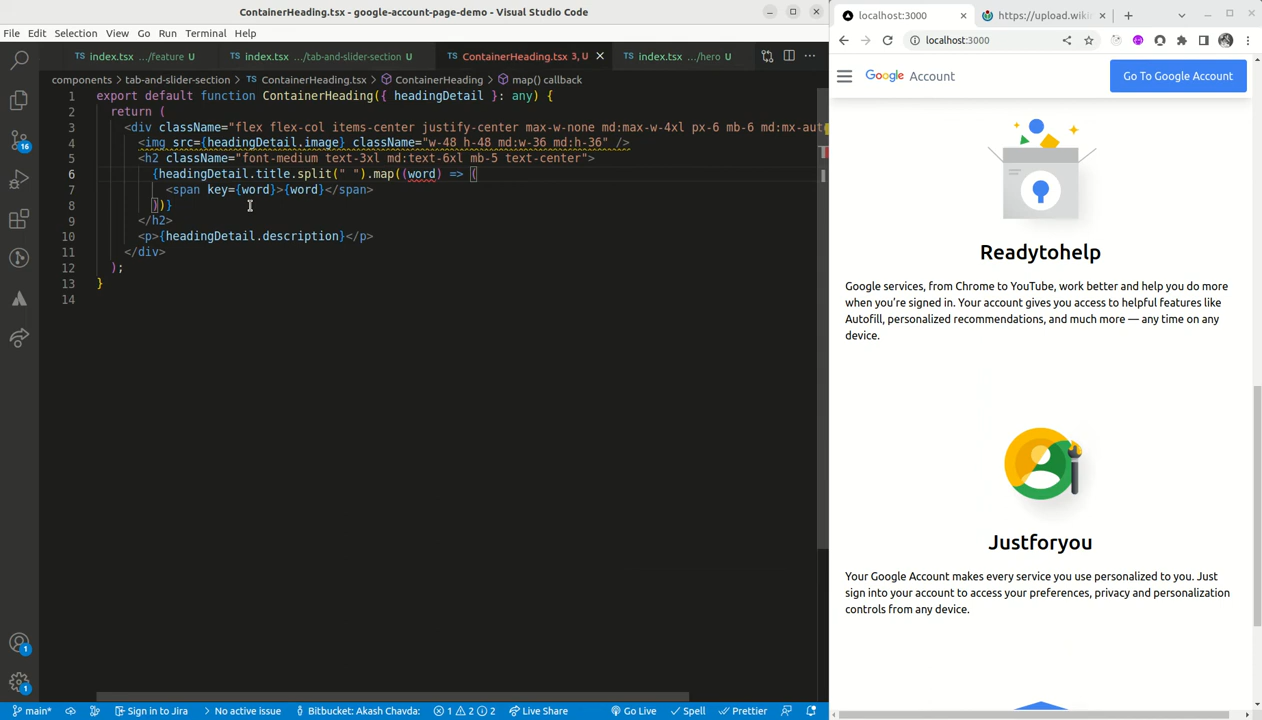 ContainerHeading.tsx - google-account-page-demo - Visual Studio Code
File Edit Selection View Go Run Terminal Help
TS index.tsx .../feature U TS index.tsx .../tab-and-slider-section U TS ContainerHeading.tsx 3, U TS index.tsx .../hero U
components > tab-and-slider-section > TS ContainerHeading.tsx > ContainerHeading > map() callback
1 export default function ContainerHeading({ headingDetail }: any) {
2 return (
3 <div className="flex flex-col items-center justify-center max-w-none md:max-w-4xl px-6 mb-6 md:mx-aut
4 <img src={headingDetail.image} className="w-48 h-48 md:w-36 md:h-36" />
5 <h2 className="font-medium text-3xl md:text-6xl mb-5 text-center">
6 {headingDetail.title.split(" ").map((word) => (
7 <span key={word}>{word}</span>
8 ))}
9 </h2>
10 <p>{headingDetail.description}</p>
11 </div>
12 );
13 }
14
16
1
1
main* Sign in to Jira No active issue Bitbucket: Akash Chavda: 1 2 2 Live Share Go Live Spell Prettier
localhost:3000 https://upload.wiki
localhost:3000
Google Account Go To Google Account
Readytohelp
Google services, from Chrome to YouTube, work better and help you do more
when you’re signed in. Your account gives you access to helpful features like
Autofill, personalized recommendations, and much more — any time on any
device.
Justforyou
Your Google Account makes every service you use personalized to you. Just
sign into your account to access your preferences, privacy and personalization
controls from any device.